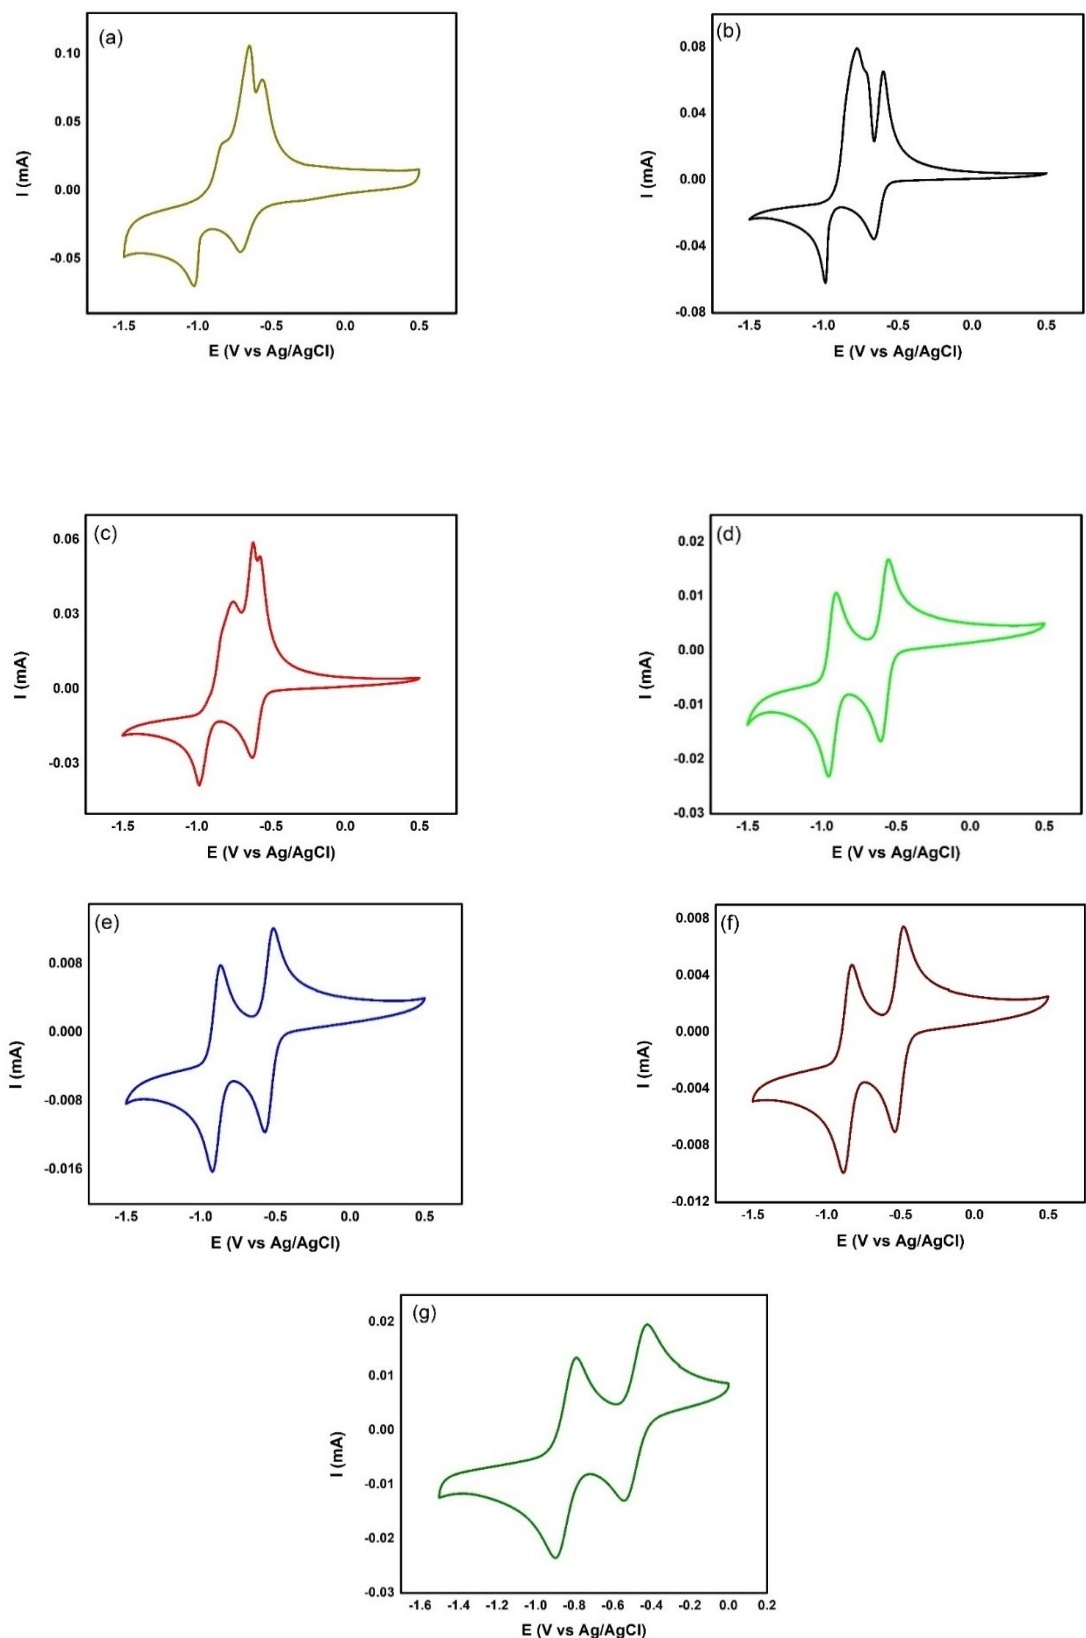 (a)
0.10
0.05
0.00
-0.05
I (mA)
-1.5 -1.0 -0.5 0.0 0.5
E (V vs Ag/AgCl)
(b)
0.08
0.04
0.00
-0.04
-0.08
I (mA)
-1.5 -1.0 -0.5 0.0 0.5
E (V vs Ag/AgCl)
(c)
0.06
0.03
0.00
-0.03
I (mA)
-1.5 -1.0 -0.5 0.0 0.5
E (V vs Ag/AgCl)
(d)
0.02
0.01
0.00
-0.01
-0.02
-0.03
I (mA)
-1.5 -1.0 -0.5 0.0 0.5
E (V vs Ag/AgCl)
(e)
0.008
0.000
-0.008
-0.016
I (mA)
-1.5 -1.0 -0.5 0.0 0.5
E (V vs Ag/AgCl)
(f)
0.008
0.004
0.000
-0.004
-0.008
-0.012
I (mA)
-1.5 -1.0 -0.5 0.0 0.5
E (V vs Ag/AgCl)
(g)
0.02
0.01
0.00
-0.01
-0.02
-0.03
I (mA)
-1.6 -1.4 -1.2 -1.0 -0.8 -0.6 -0.4 -0.2 0.0 0.2
E (V vs Ag/AgCl)